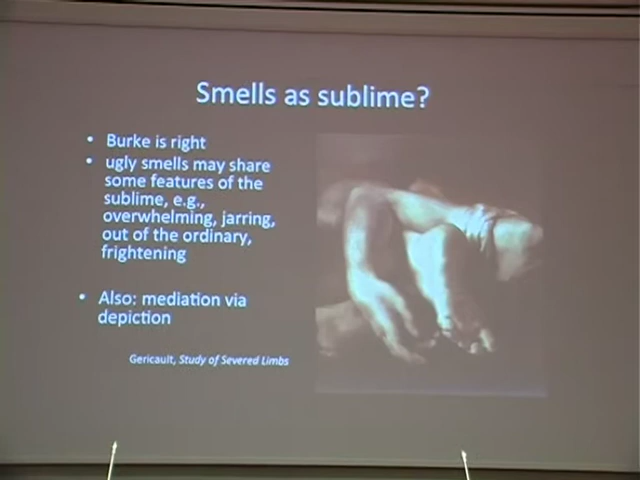 Smells as sublime?
• Burke is right
• ugly smells may share
some features of the
sublime, e.g.,
overwhelming, jarring,
out of the ordinary,
frightening
• Also: mediation via
depiction
Gericault, Study of Severed Limbs